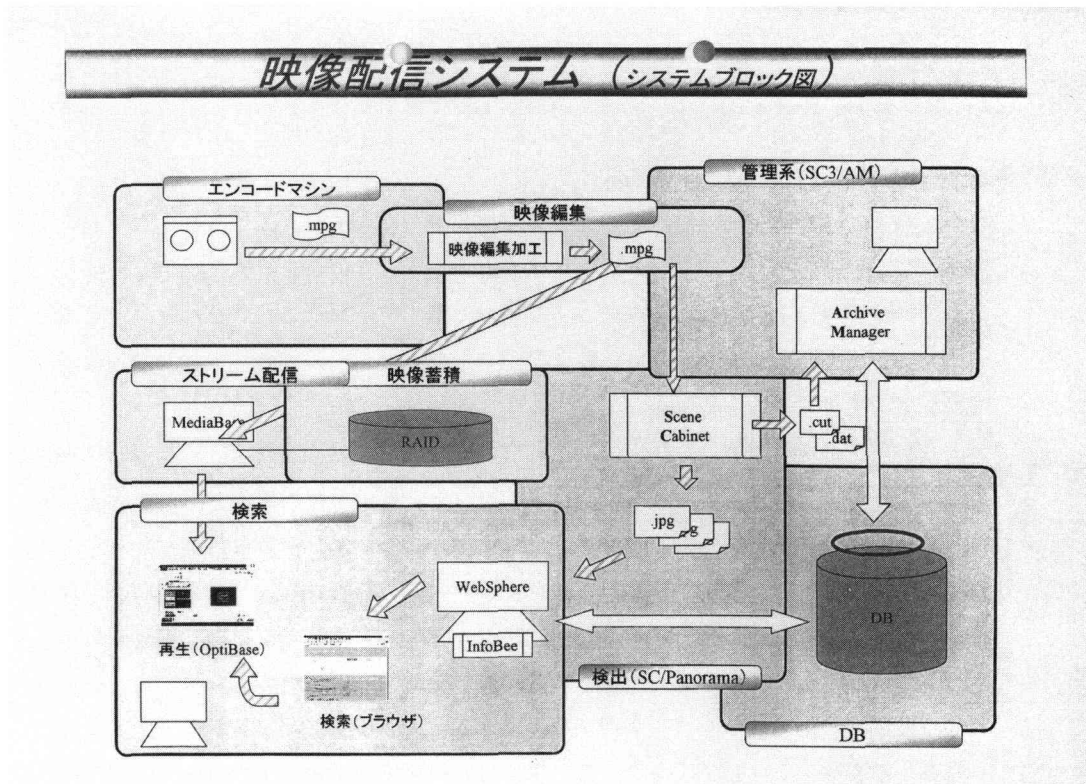 映像配信システム (システムブロック図)
エンコードマシン
.mpg
映像編集
映像編集加工
.mpg
管理系(SC3/AM)
Archive
Manager
ストリーム配信
映像蓄積
RAID
Scene
Cabinet
.cut
.dat
検索
.jpg
WebSphere
InfoBee
再生(OptiBase)
検索(ブラウザ)
検出(SC/Panorama)
DB
DB